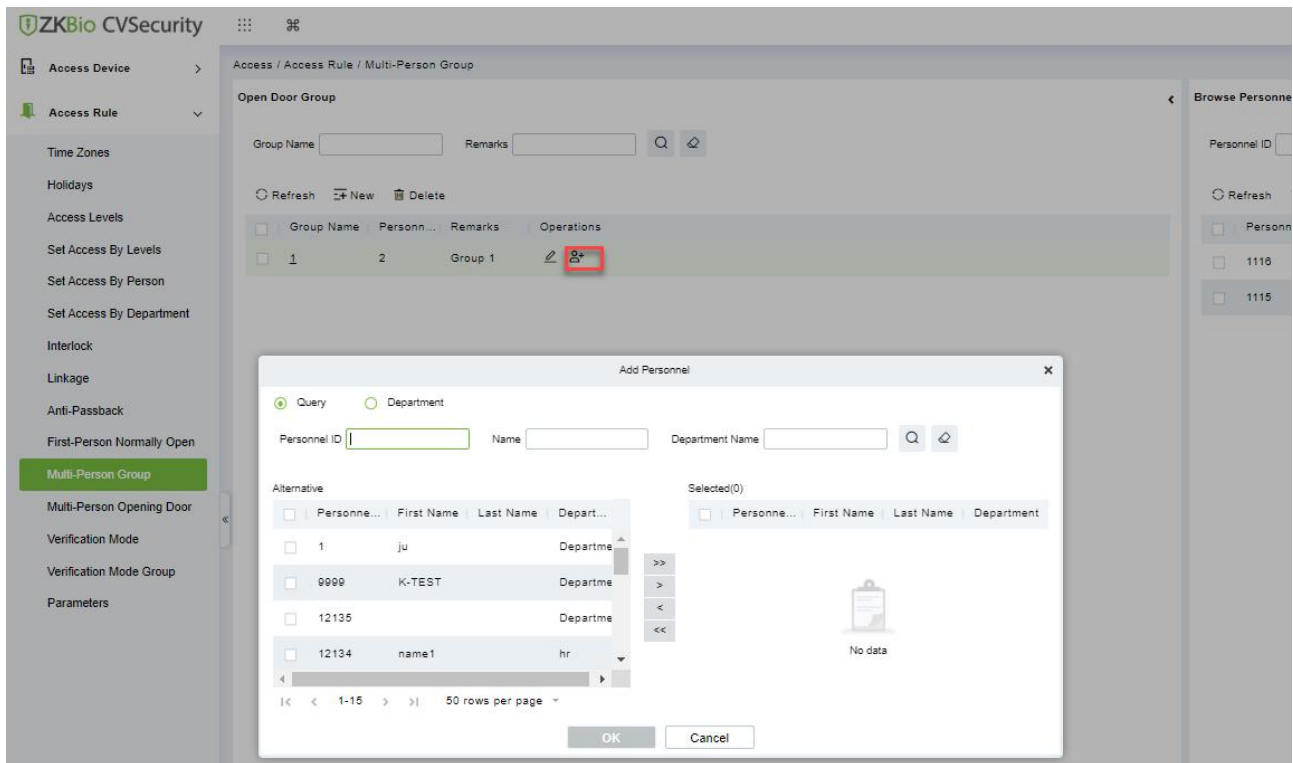 ZKBio CVSecurity
Access Device
Access Rule
Time Zones
Holidays
Access Levels
Set Access By Levels
Set Access By Person
Set Access By Department
Interlock
Linkage
Anti-Passback
First-Person Normally Open
Multi-Person Group
Multi-Person Opening Door
Verification Mode
Verification Mode Group
Parameters
Access / Access Rule / Multi-Person Group
Open Door Group
Group Name Remarks
Refresh New Delete
Group Name Personn... Remarks Operations
1 2 Group 1
Browse Personne
Personnel ID
Refresh
Personn
1116
1115
Add Personnel
Query Department
Personnel ID Name Department Name
Alternative
Personne... First Name Last Name Depart...
1 ju Departme
9999 K-TEST Departme
12135 Departme
12134 name1 hr
|< < 1-15 > >| 50 rows per page
>>
>
<
<<
Selected(0)
Personne... First Name Last Name Department
No data
OK Cancel